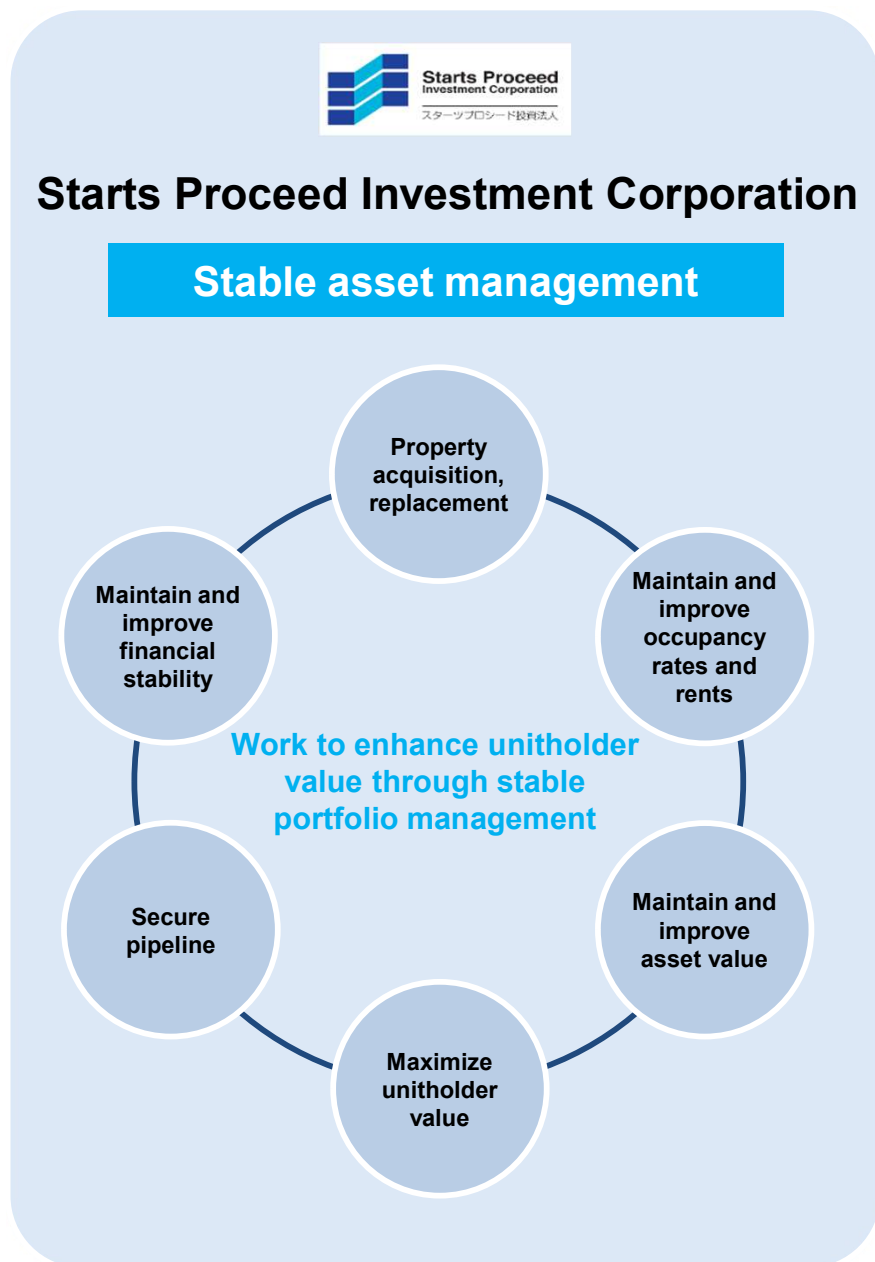 Starts Proceed
Investment Corporation
スターツプロシード投資法人
Starts Proceed Investment Corporation
Stable asset management
Property
acquisition,
replacement
Maintain and
improve
occupancy
rates and
rents
Maintain and
improve
asset value
Maximize
unitholder
value
Secure
pipeline
Maintain and
improve
financial
stability
Work to enhance unitholder
value through stable
portfolio management